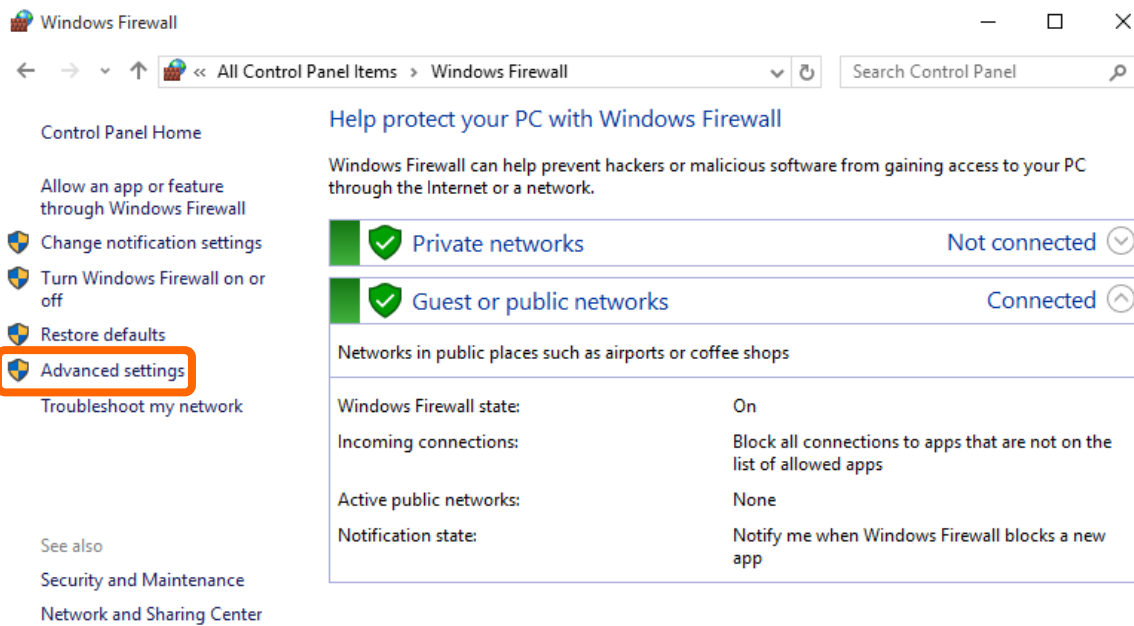 Windows Firewall
« All Control Panel Items › Windows Firewall
Search Control Panel
Control Panel Home
Allow an app or feature
through Windows Firewall
Change notification settings
Turn Windows Firewall on or
off
Restore defaults
Advanced settings
Troubleshoot my network
See also
Security and Maintenance
Network and Sharing Center
Help protect your PC with Windows Firewall
Windows Firewall can help prevent hackers or malicious software from gaining access to your PC
through the Internet or a network.
Private networks Not connected
Guest or public networks Connected
Networks in public places such as airports or coffee shops
Windows Firewall state: On
Incoming connections: Block all connections to apps that are not on the
list of allowed apps
Active public networks: None
Notification state: Notify me when Windows Firewall blocks a new
app